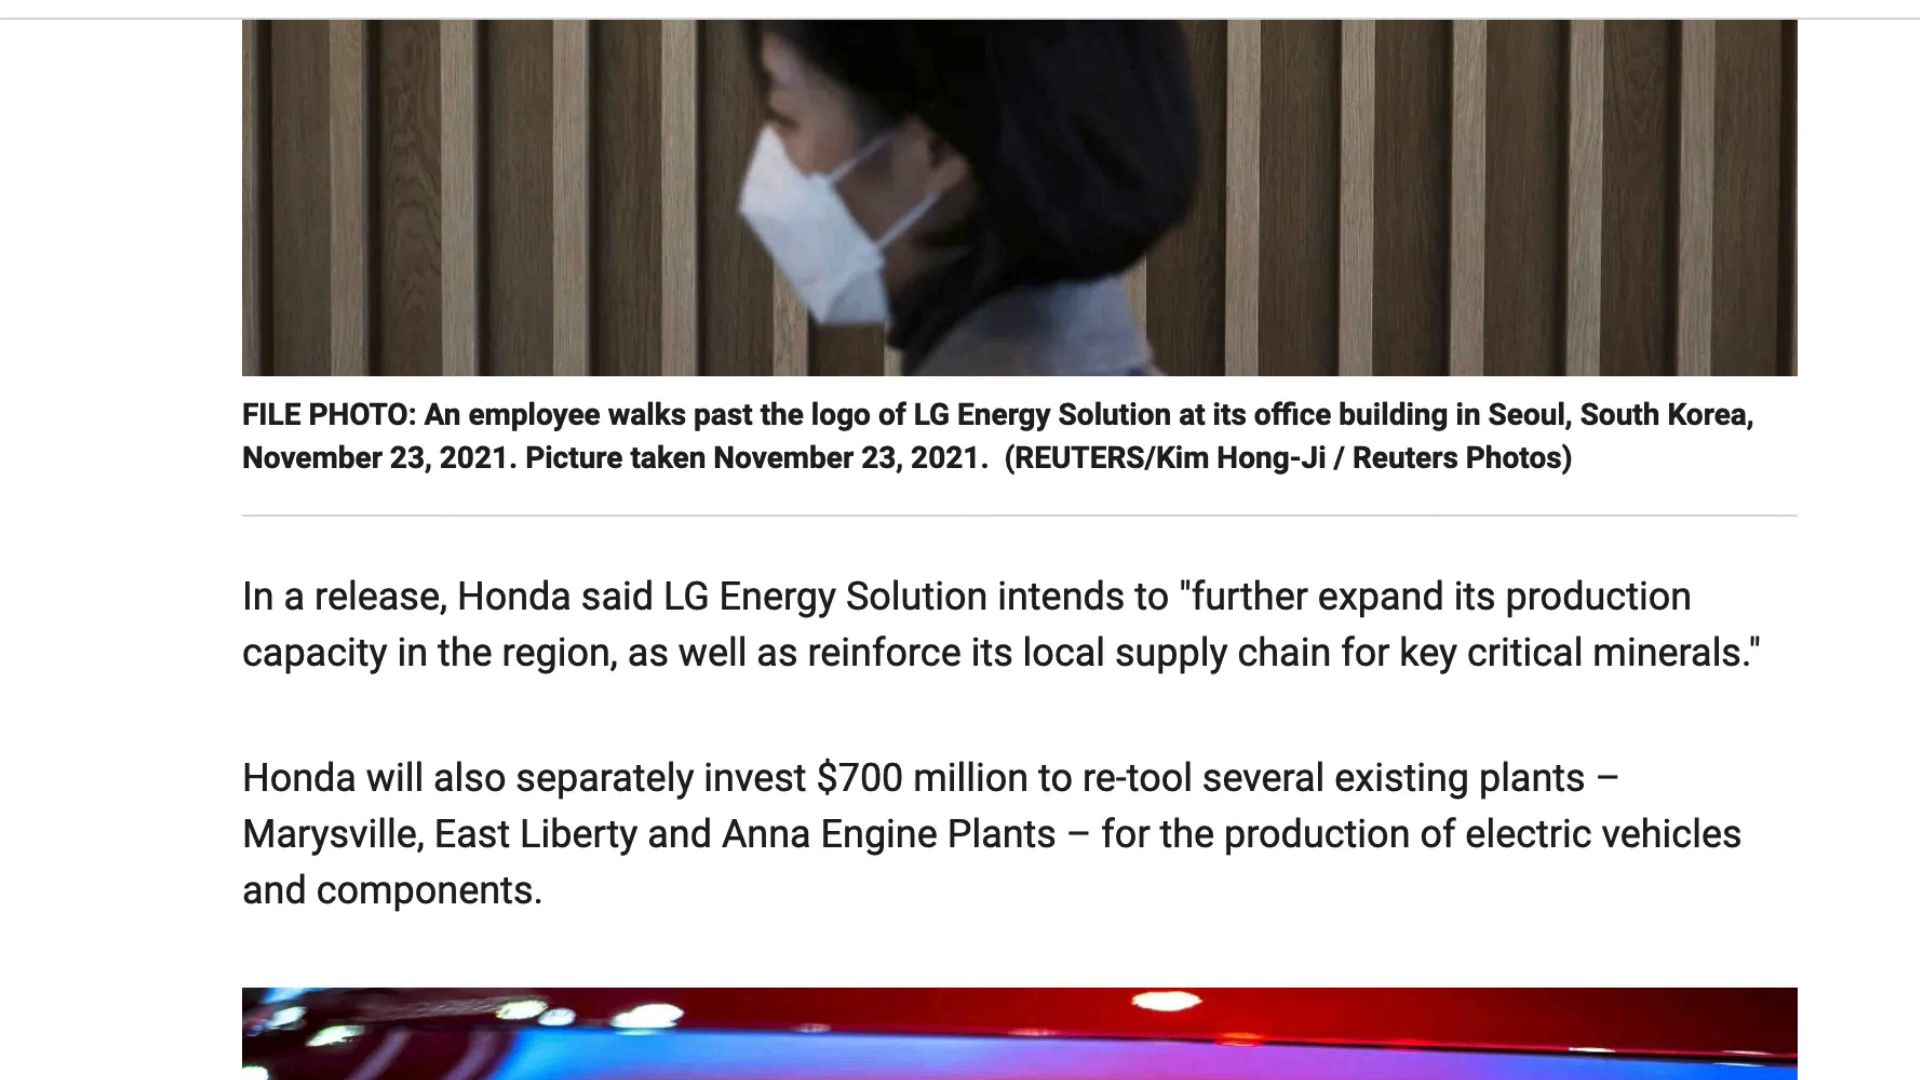 FILE PHOTO: An employee walks past the logo of LG Energy Solution at its office building in Seoul, South Korea,
November 23, 2021. Picture taken November 23, 2021.  (REUTERS/Kim Hong-Ji / Reuters Photos)
In a release, Honda said LG Energy Solution intends to "further expand its production
capacity in the region, as well as reinforce its local supply chain for key critical minerals."
Honda will also separately invest $700 million to re-tool several existing plants –
Marysville, East Liberty and Anna Engine Plants – for the production of electric vehicles
and components.